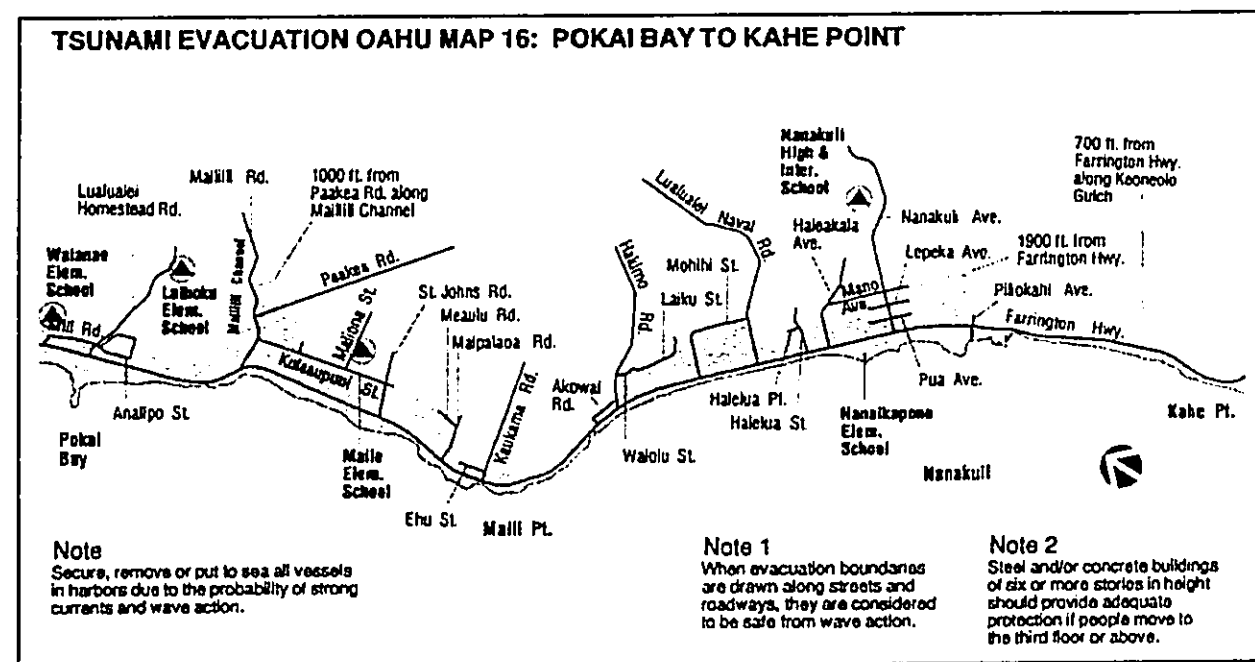 TSUNAMI EVACUATION OAHU MAP 16: POKAI BAY TO KAHE POINT
Lualualei
Homestead Rd.
Maillil Rd.
1000 ft. from
Paakea Rd. along
Maillil Channel
Waianae
Elem.
School
Elem.
School
Maillil Channel
Paakea Rd.
Maliona St.
St. Johns Rd.
Meaulu Rd.
Maipalaoa Rd.
Kaukama Rd.
St.
Analipo St.
Pokai
Bay
Maile
Elem.
School
Ehu St.
Maili Pt.
Akowai
Rd.
Hakimo
Rd.
Lualualei Naval Rd.
Mohihi St.
Laiku St.
Walolu St.
Nanakuli
High &
Inter.
School
Haleakala
Ave.
Nanakuli Ave.
Lepeka Ave.
Mano
Ave.
700 ft. from
Farrington Hwy.
along Keoneolo
Gulch
1900 ft. from
Farrington Hwy.
Piliokahi Ave.
Farrington Hwy.
Pua Ave.
Halelua Pl.
Halelua St.
Nanaikapono
Elem.
School
Nanakuli
Kahe Pt.
Note
Secure, remove or put to sea all vessels
in harbors due to the probability of strong
currents and wave action.
Note 1
When evacuation boundaries
are drawn along streets and
roadways, they are considered
to be safe from wave action.
Note 2
Steel and/or concrete buildings
of six or more stories in height
should provide adequate
protection if people move to
the third floor or above.